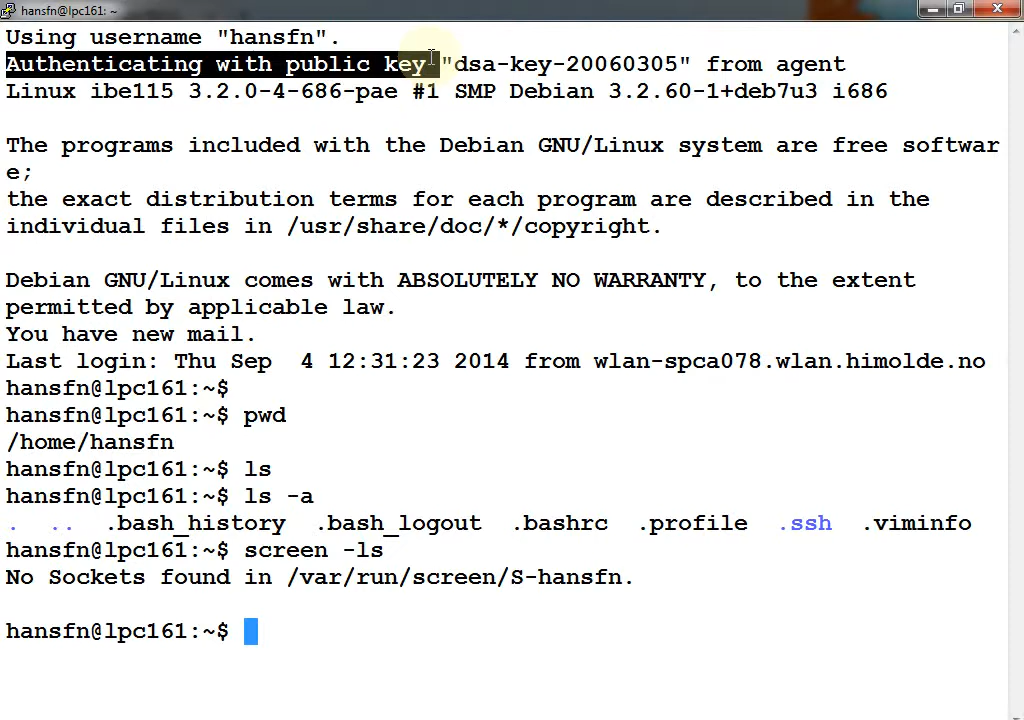 hansfn@lpc161: ~
Using username "hansfn".
Authenticating with public key "dsa-key-20060305" from agent
Linux ibe115 3.2.0-4-686-pae #1 SMP Debian 3.2.60-1+deb7u3 i686
The programs included with the Debian GNU/Linux system are free softwar
e;
the exact distribution terms for each program are described in the
individual files in /usr/share/doc/*/copyright.
Debian GNU/Linux comes with ABSOLUTELY NO WARRANTY, to the extent
permitted by applicable law.
You have new mail.
Last login: Thu Sep  4 12:31:23 2014 from wlan-spca078.wlan.himolde.no
hansfn@lpc161:~$
hansfn@lpc161:~$ pwd
/home/hansfn
hansfn@lpc161:~$ ls
hansfn@lpc161:~$ ls -a
.  ..  .bash_history  .bash_logout  .bashrc  .profile  .ssh  .viminfo
hansfn@lpc161:~$ screen -ls
No Sockets found in /var/run/screen/S-hansfn.
hansfn@lpc161:~$